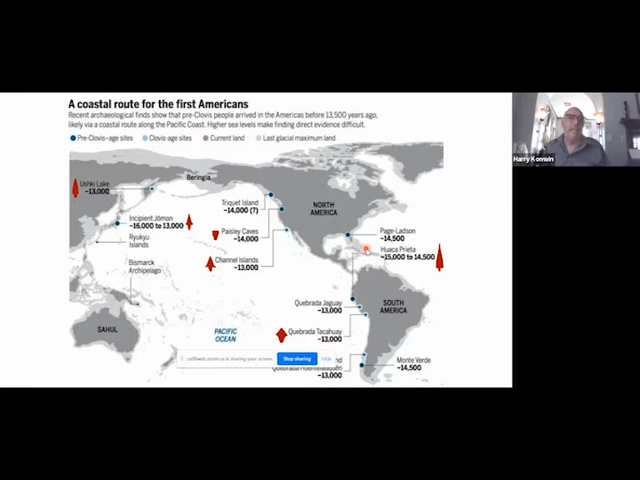 A coastal route for the first Americans
Recent archaeological finds show that pre-Clovis people arrived in the Americas before 13,500 years ago,
likely via a coastal route along the Pacific Coast. Higher sea levels make finding direct evidence difficult.
Pre-Clovis–age sites Clovis-age sites Current land Last glacial maximum land
Harry Komwin
Beringia
Ushki Lake
~13,000
Triquet Island
~14,000 (?)
NORTH
AMERICA
Incipient Jōmon
~16,000 to 13,000
Ryukyu
Islands
Paisley Caves
~14,000
Page-Ladson
~14,500
Huaca Prieta
~15,000 to 14,500
Channel Islands
~13,000
Bismarck
Archipelago
Quebrada Jaguay
~13,000
SOUTH
AMERICA
SAHUL
PACIFIC
OCEAN
Quebrada Tacahuay
~13,000
is sharing your screen.
Stop sharing
Hide
nd
~13,000
Monte Verde
~14,500